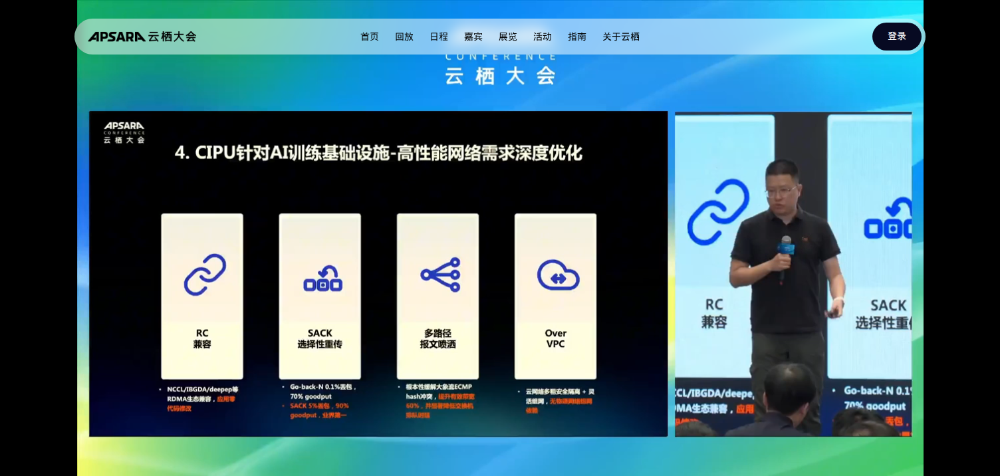 APSARA 云栖大会
首页 回放 日程 嘉宾 展览 活动 指南 关于云栖
登录
CONFERENCE
云栖大会
APSARA
CONFERENCE
云栖大会
4. CIPU针对AI训练基础设施-高性能网络需求深度优化
RC
兼容
• NCCL/IBGDA/deepep等
RDMA生态兼容，应用零
代码修改
SACK
选择性重传
• Go-back-N 0.1%丢包，
70% goodput
• SACK 5%丢包，90%
goodput，业界第一
多路径
报文喷洒
• 根本性缓解大象流ECMP
hash冲突，提升有效带宽
60%，并显著降低交换机
排队时延
Over
VPC
• 云网络多租安全隔离 + 灵
活组网，无物理网络组网
依赖
RC
兼容
SACK
选择性重
CCL/IBGDA/deepe
DMA生态兼容，应用
• Go-back-N 0.1%
70% goodput
丢包，